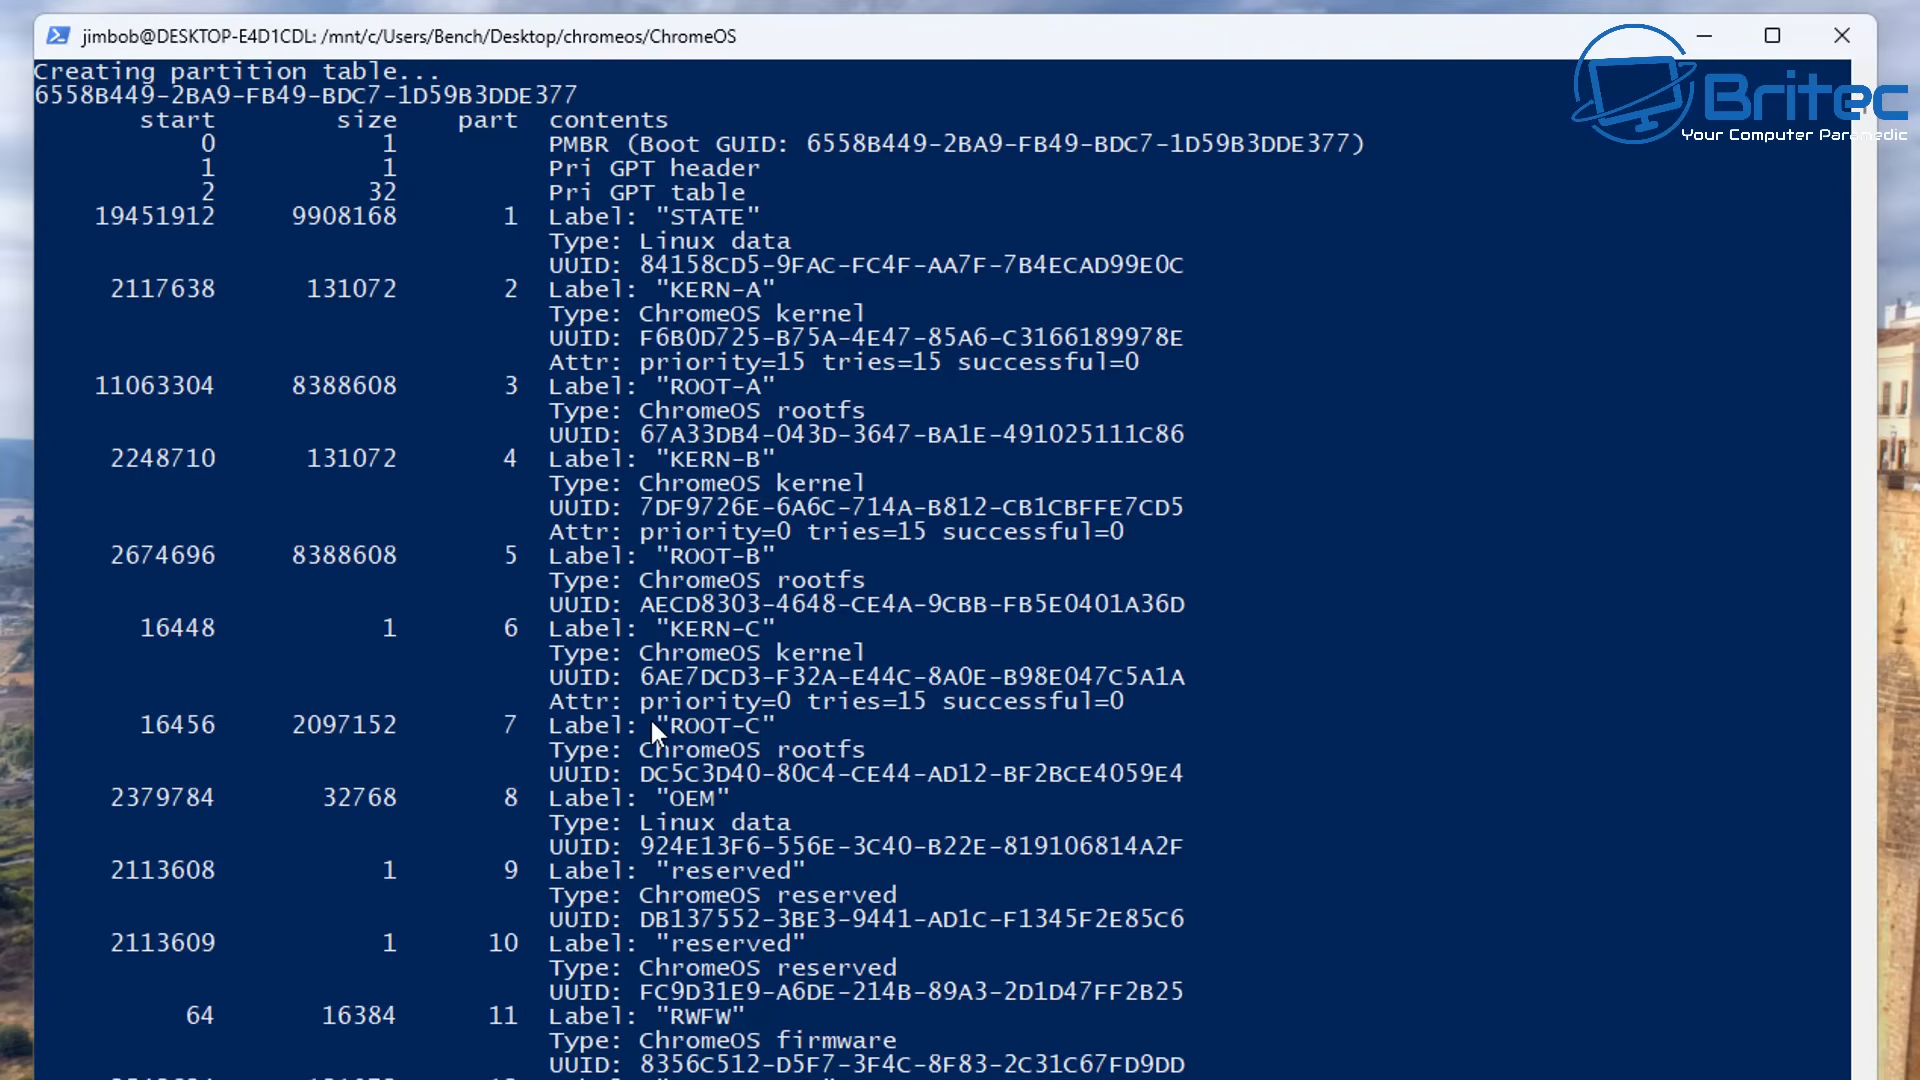 jimbob@DESKTOP-E4D1CDL: /mnt/c/Users/Bench/Desktop/chromeos/ChromeOS
Britec
Your Computer Paramedic
Creating partition table...
6558B449-2BA9-FB49-BDC7-1D59B3DDE377
start size part contents
0 1 PMBR (Boot GUID: 6558B449-2BA9-FB49-BDC7-1D59B3DDE377)
1 1 Pri GPT header
2 32 Pri GPT table
19451912 9908168 1 Label: "STATE"
Type: Linux data
UUID: 84158CD5-9FAC-FC4F-AA7F-7B4ECAD99E0C
2117638 131072 2 Label: "KERN-A"
Type: ChromeOS kernel
UUID: F6B0D725-B75A-4E47-85A6-C3166189978E
Attr: priority=15 tries=15 successful=0
11063304 8388608 3 Label: "ROOT-A"
Type: ChromeOS rootfs
UUID: 67A33DB4-043D-3647-BA1E-491025111C86
2248710 131072 4 Label: "KERN-B"
Type: ChromeOS kernel
UUID: 7DF9726E-6A6C-714A-B812-CB1CBFFE7CD5
Attr: priority=0 tries=15 successful=0
2674696 8388608 5 Label: "ROOT-B"
Type: ChromeOS rootfs
UUID: AECD8303-4648-CE4A-9CBB-FB5E0401A36D
16448 1 6 Label: "KERN-C"
Type: ChromeOS kernel
UUID: 6AE7DCD3-F32A-E44C-8A0E-B98E047C5A1A
Attr: priority=0 tries=15 successful=0
16456 2097152 7 Label: "ROOT-C"
Type: ChromeOS rootfs
UUID: DC5C3D40-80C4-CE44-AD12-BF2BCE4059E4
2379784 32768 8 Label: "OEM"
Type: Linux data
UUID: 924E13F6-556E-3C40-B22E-819106814A2F
2113608 1 9 Label: "reserved"
Type: ChromeOS reserved
UUID: DB137552-3BE3-9441-AD1C-F1345F2E85C6
2113609 1 10 Label: "reserved"
Type: ChromeOS reserved
UUID: FC9D31E9-A6DE-214B-89A3-2D1D47FF2B25
64 16384 11 Label: "RWFW"
Type: ChromeOS firmware
UUID: 8356C512-D5F7-3F4C-8F83-2C31C67FD9DD